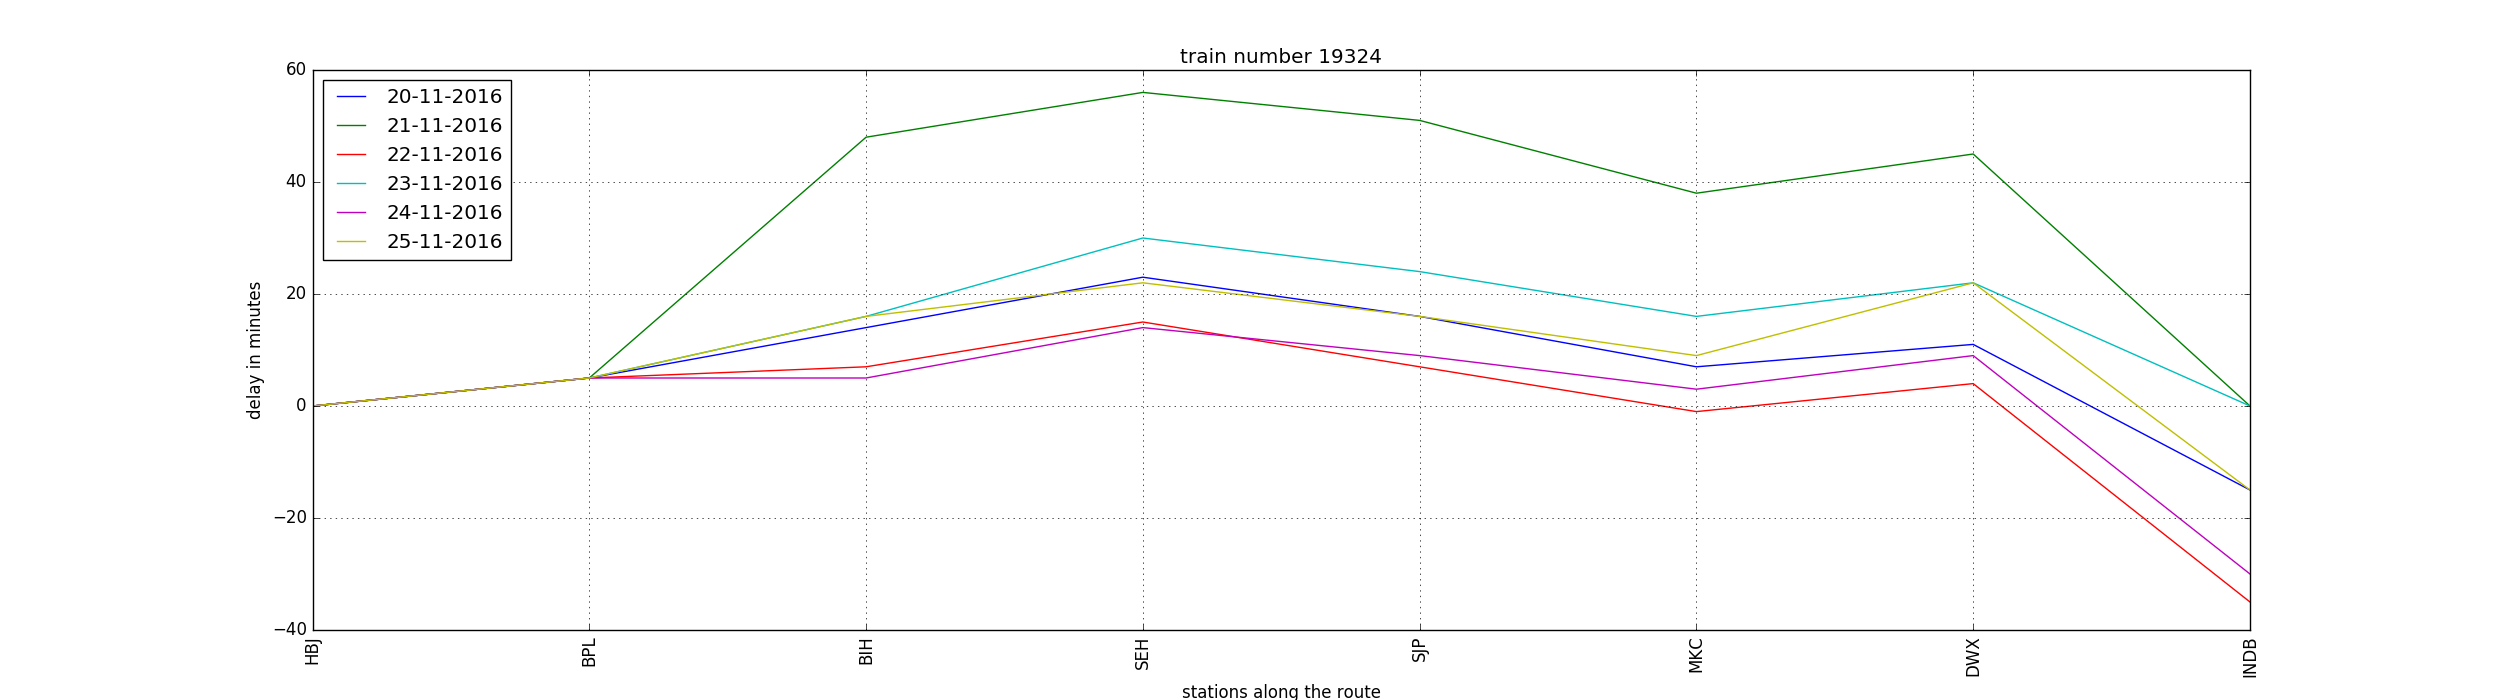 train number 19324
60
40
20
0
−20
−40
delay in minutes
20-11-2016
21-11-2016
22-11-2016
23-11-2016
24-11-2016
25-11-2016
HBJ
BPL
BIH
SEH
SJP
MKC
DWX
INDB
stations along the route